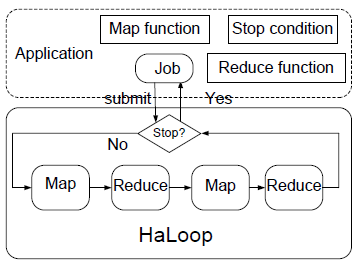 Map function
Stop condition
Application
Job
Reduce function
submit
Yes
Stop?
No
Map
Reduce
Map
Reduce
HaLoop